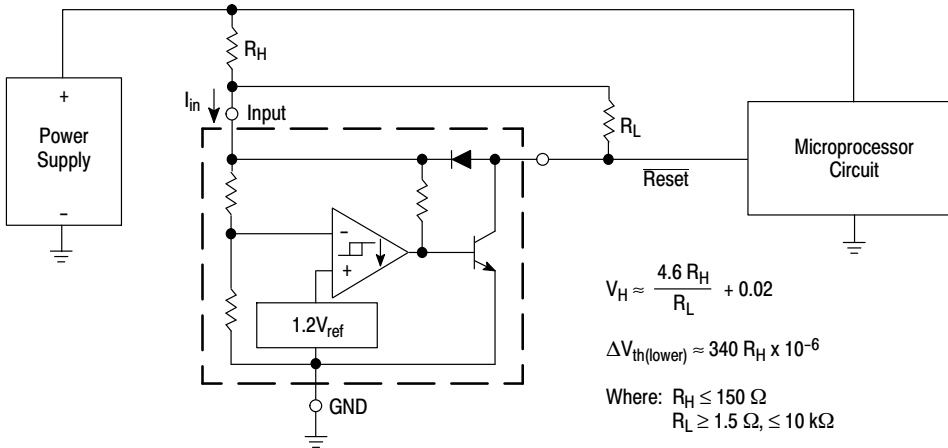 R_H
I_in
Input
+
Power
Supply
−
R_L
Reset
Microprocessor
Circuit
−
+
1.2V_ref
GND
V_H ≈ 4.6 R_H / R_L + 0.02
ΔV_th(lower) ≈ 340 R_H x 10^−6
Where: R_H ≤ 150 Ω
R_L ≥ 1.5 Ω, ≤ 10 kΩ